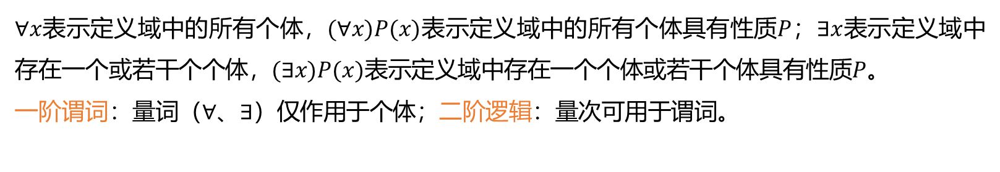 ∀x表示定义域中的所有个体，(∀x)P(x)表示定义域中的所有个体具有性质P；∃x表示定义域中
存在一个或若干个个体，(∃x)P(x)表示定义域中存在一个个体或若干个体具有性质P。
一阶谓词：量词（∀、∃）仅作用于个体；二阶逻辑：量次可用于谓词。